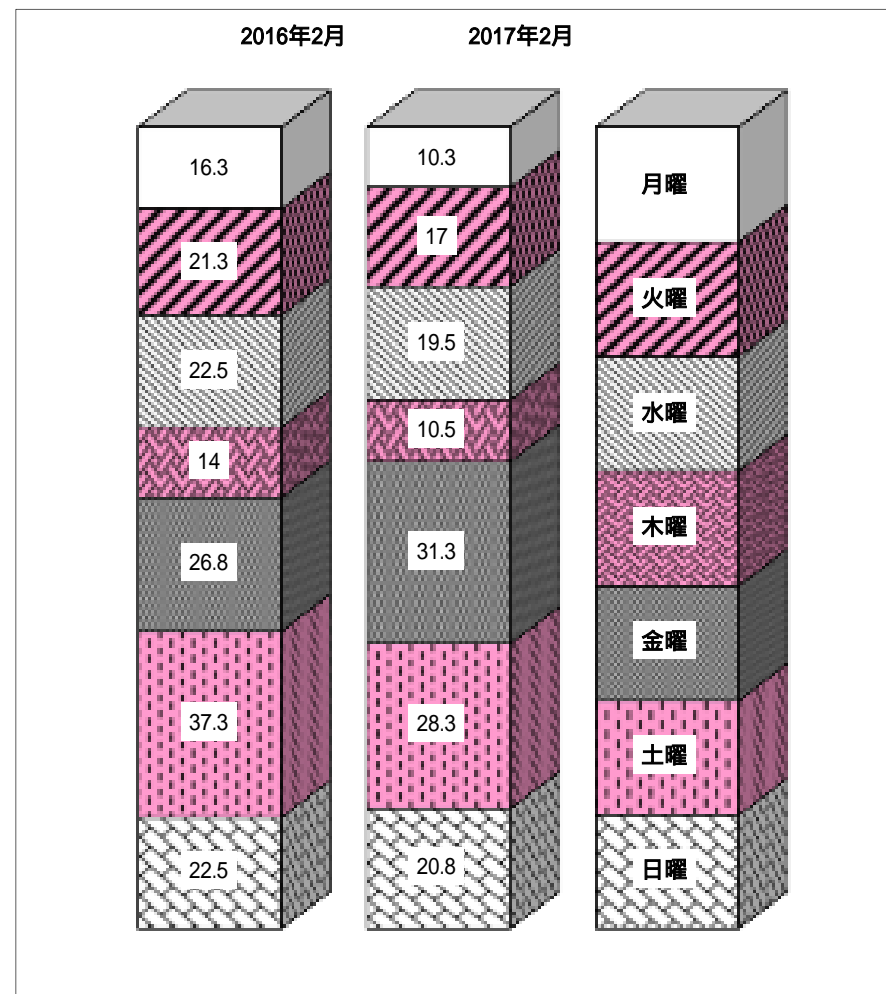 2016年2月 2017年2月
16.3 10.3 月曜
21.3 17 火曜
22.5 19.5 水曜
14 10.5 木曜
26.8 31.3 金曜
37.3 28.3 土曜
22.5 20.8 日曜